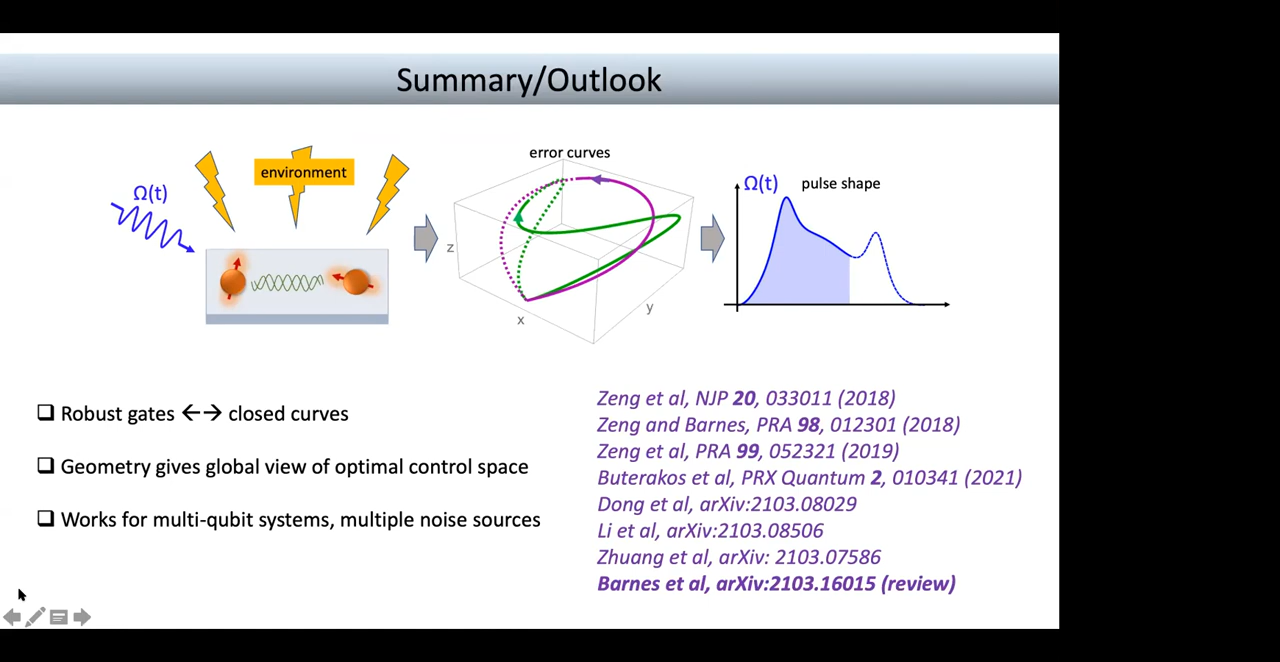 Summary/Outlook
environment
Ω(t)
error curves
z
x
y
Ω(t)
pulse shape
❑ Robust gates ←→ closed curves
❑ Geometry gives global view of optimal control space
❑ Works for multi-qubit systems, multiple noise sources
Zeng et al, NJP 20, 033011 (2018)
Zeng and Barnes, PRA 98, 012301 (2018)
Zeng et al, PRA 99, 052321 (2019)
Buterakos et al, PRX Quantum 2, 010341 (2021)
Dong et al, arXiv:2103.08029
Li et al, arXiv:2103.08506
Zhuang et al, arXiv: 2103.07586
Barnes et al, arXiv:2103.16015 (review)